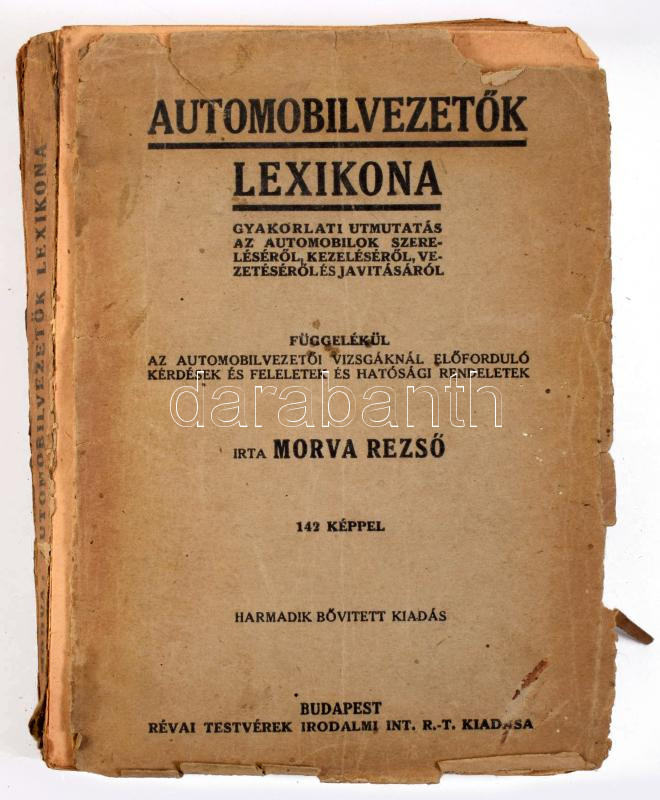 AUTOMOBILVEZETŐK
LEXIKONA
GYAKORLATI UTMUTATÁS
AZ AUTOMOBILOK SZERE-
LÉSÉRŐL, KEZELÉSÉRŐL, VE-
ZETÉSÉRŐL ÉS JAVITÁSÁRÓL
FÜGGELÉKÜL
AZ AUTOMOBILVEZETŐI VIZSGÁKNÁL ELŐFORDULÓ
KÉRDÉSEK ÉS FELELETEK ÉS HATÓSÁGI RENDELETEK
darabanth
IRTA MORVA REZSŐ
142 KÉPPEL
HARMADIK BŐVITETT KIADÁS
BUDAPEST
RÉVAI TESTVÉREK IRODALMI INT. R.-T. KIADÁSA
AUTOMOBILVEZETŐK LEXIKONA